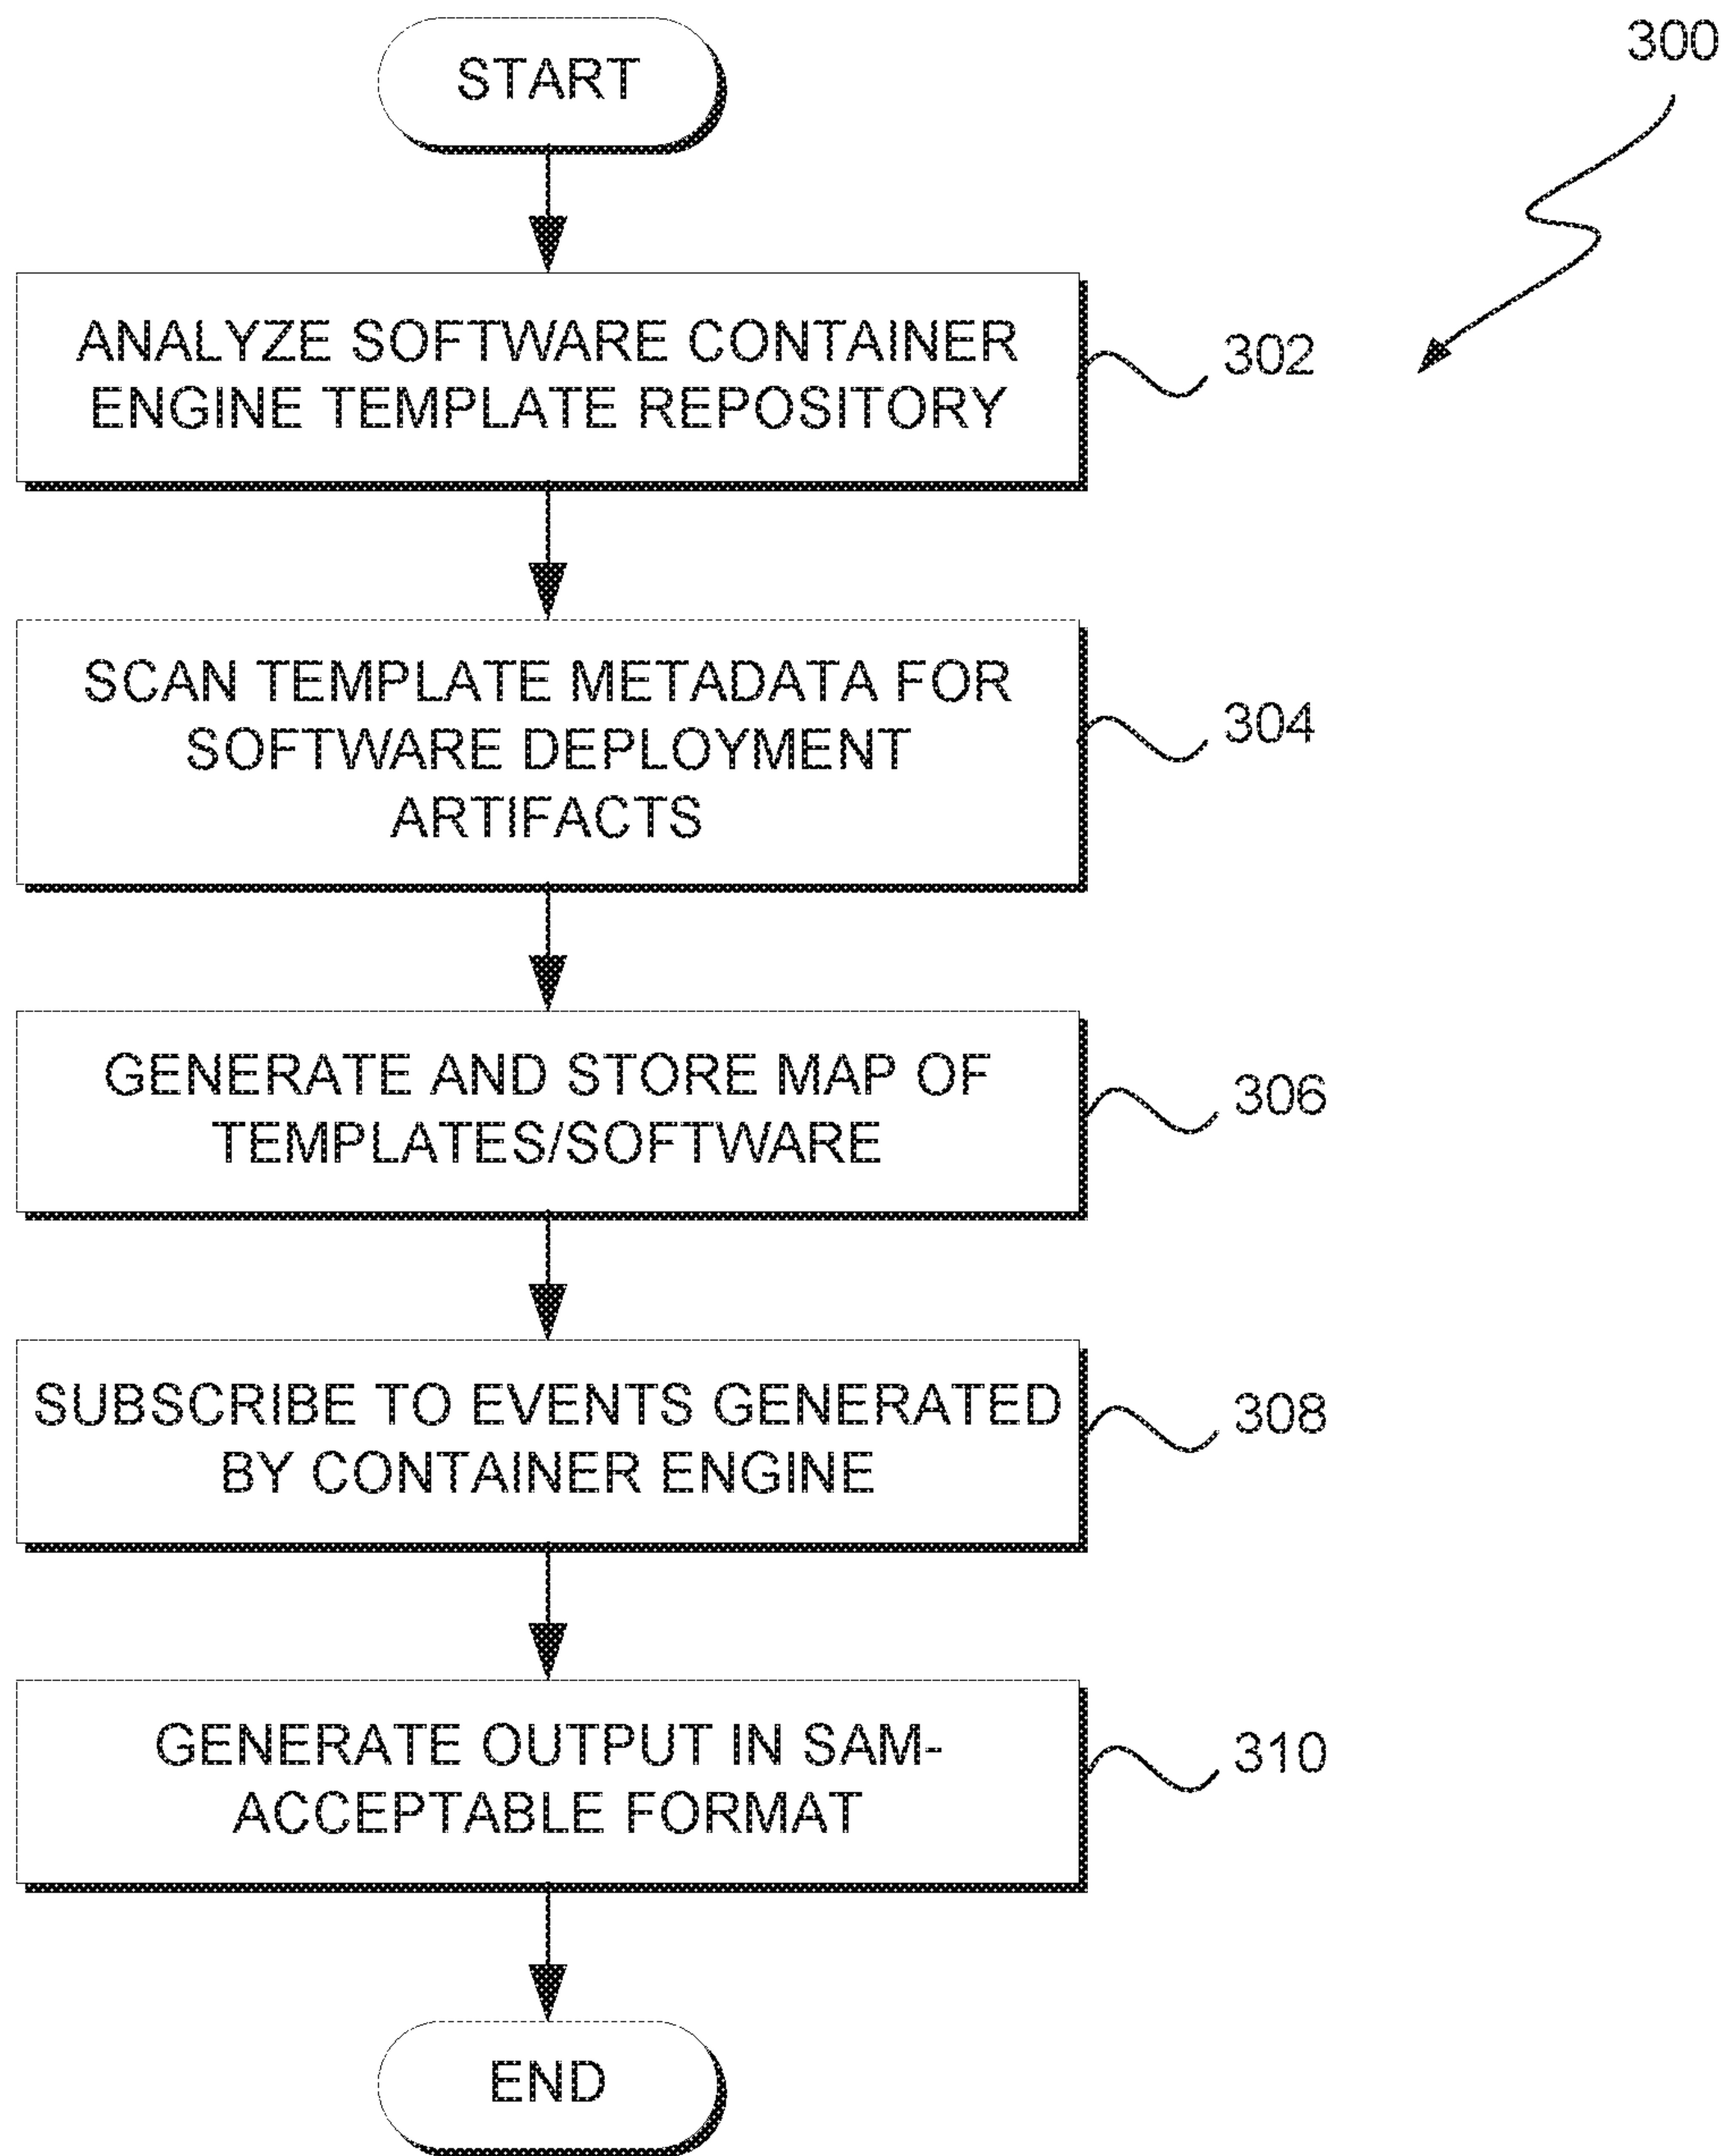 START
300
ANALYZE SOFTWARE CONTAINER
ENGINE TEMPLATE REPOSITORY
302
SCAN TEMPLATE METADATA FOR
SOFTWARE DEPLOYMENT
ARTIFACTS
304
GENERATE AND STORE MAP OF
TEMPLATES/SOFTWARE
306
SUBSCRIBE TO EVENTS GENERATED
BY CONTAINER ENGINE
308
GENERATE OUTPUT IN SAM-
ACCEPTABLE FORMAT
310
END